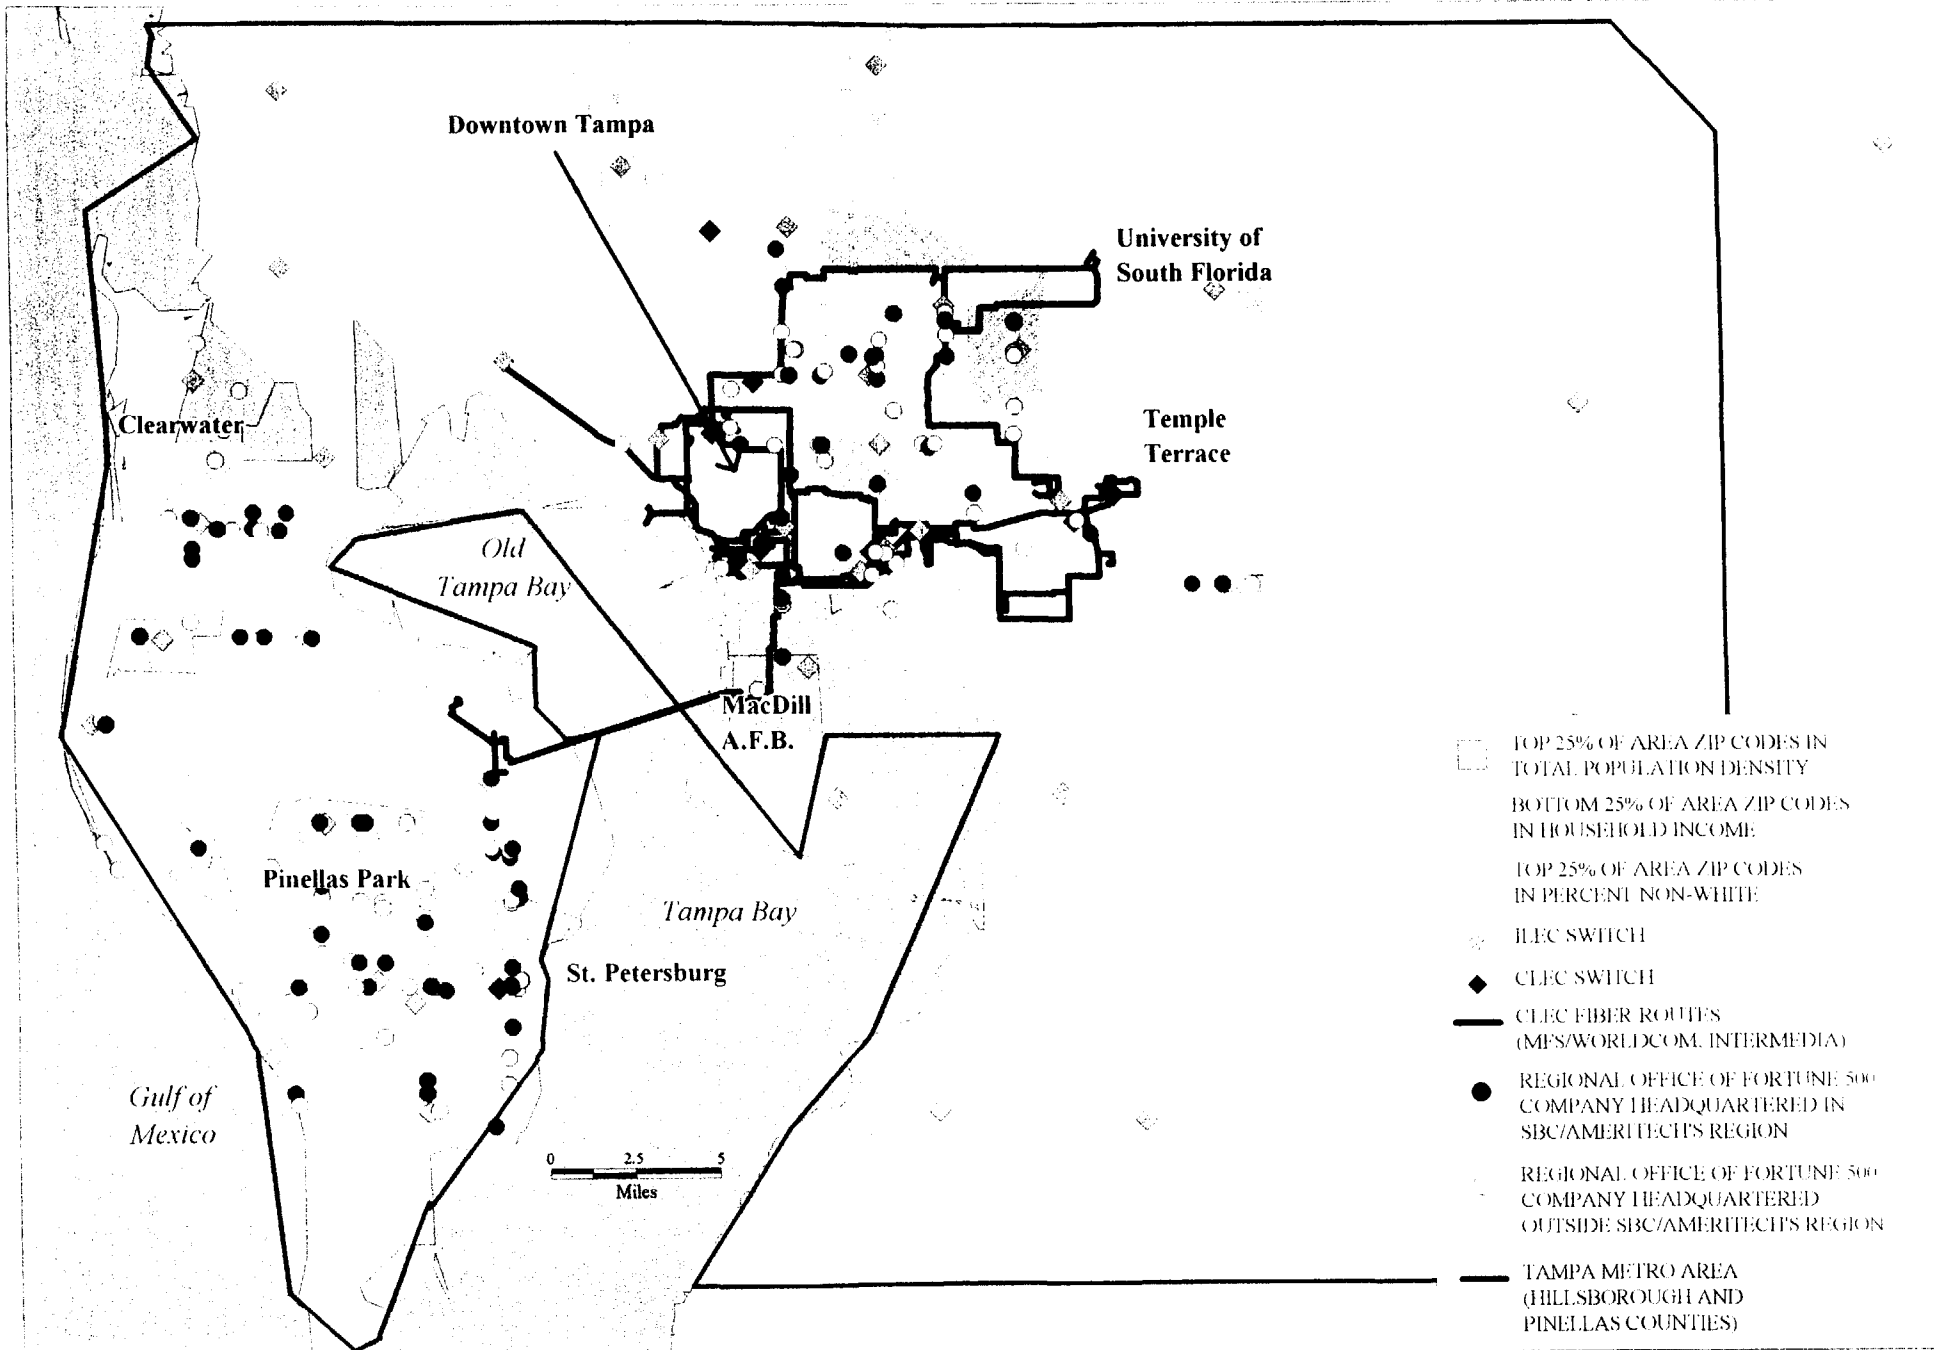 Downtown Tampa
University of
South Florida
Clearwater
Temple
Terrace
Old
Tampa Bay
MacDill
A.F.B.
Pinellas Park
Tampa Bay
St. Petersburg
Gulf of
Mexico
0 2.5 5
Miles
TOP 25% OF AREA ZIP CODES IN
TOTAL POPULATION DENSITY
BOTTOM 25% OF AREA ZIP CODES
IN HOUSEHOLD INCOME
TOP 25% OF AREA ZIP CODES
IN PERCENT NON-WHITE
ILEC SWITCH
CLEC SWITCH
CLEC FIBER ROUTES
(MFS/WORLDCOM, INTERMEDIA)
REGIONAL OFFICE OF FORTUNE 500
COMPANY HEADQUARTERED IN
SBC/AMERITECH'S REGION
REGIONAL OFFICE OF FORTUNE 500
COMPANY HEADQUARTERED
OUTSIDE SBC/AMERITECH'S REGION
TAMPA METRO AREA
(HILLSBOROUGH AND
PINELLAS COUNTIES)